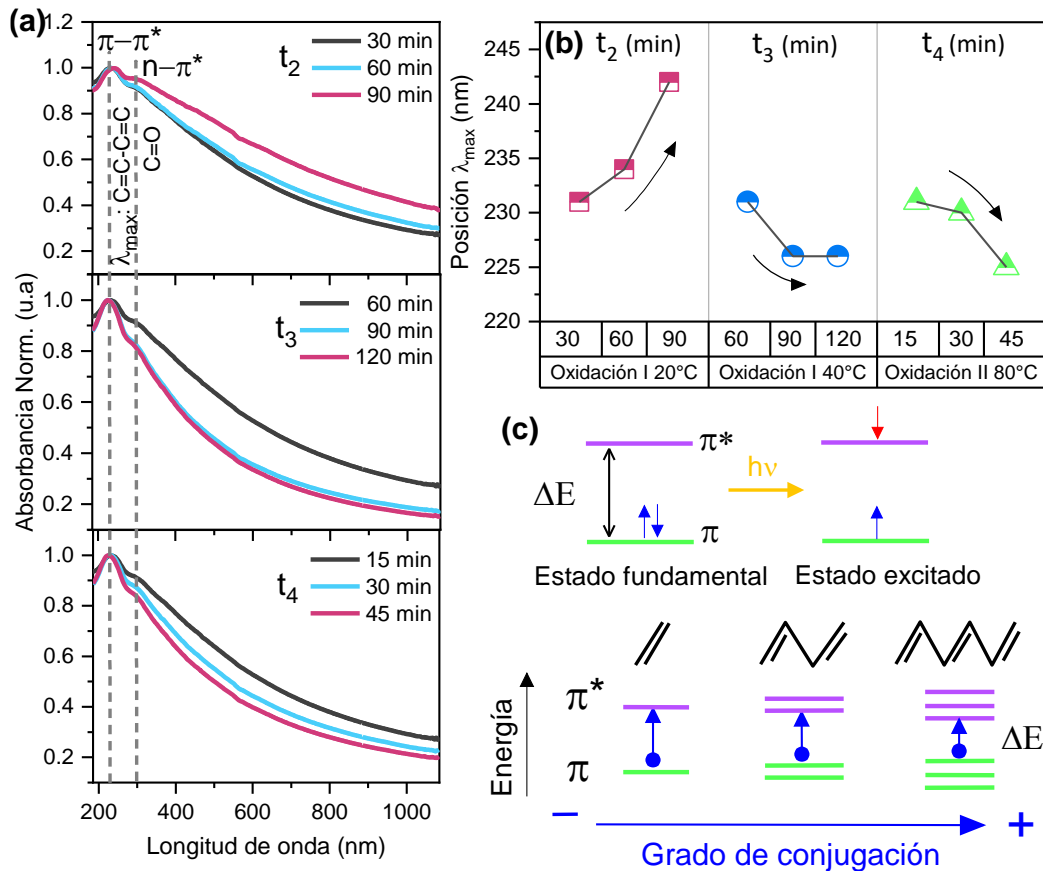 (a)
1.2
1.0
0.8
0.6
0.4
0.2
π−π*
n−π*
t2
30 min
60 min
90 min
λmax: C=C-C=C
C=O
1.0
0.8
0.6
0.4
0.2
t3
60 min
90 min
120 min
1.0
0.8
0.6
0.4
0.2
t4
15 min
30 min
45 min
200 400 600 800 1000
Longitud de onda (nm)
Absorbancia Norm. (u.a)
(b)
t2 (min) t3 (min) t4 (min)
245
240
235
230
225
220
Posición λmax (nm)
30 60 90 60 90 120 15 30 45
Oxidación I 20°C Oxidación I 40°C Oxidación II 80°C
(c)
π*
hν
ΔE
π
Estado fundamental Estado excitado
π*
π
ΔE
Energía
− +
Grado de conjugación